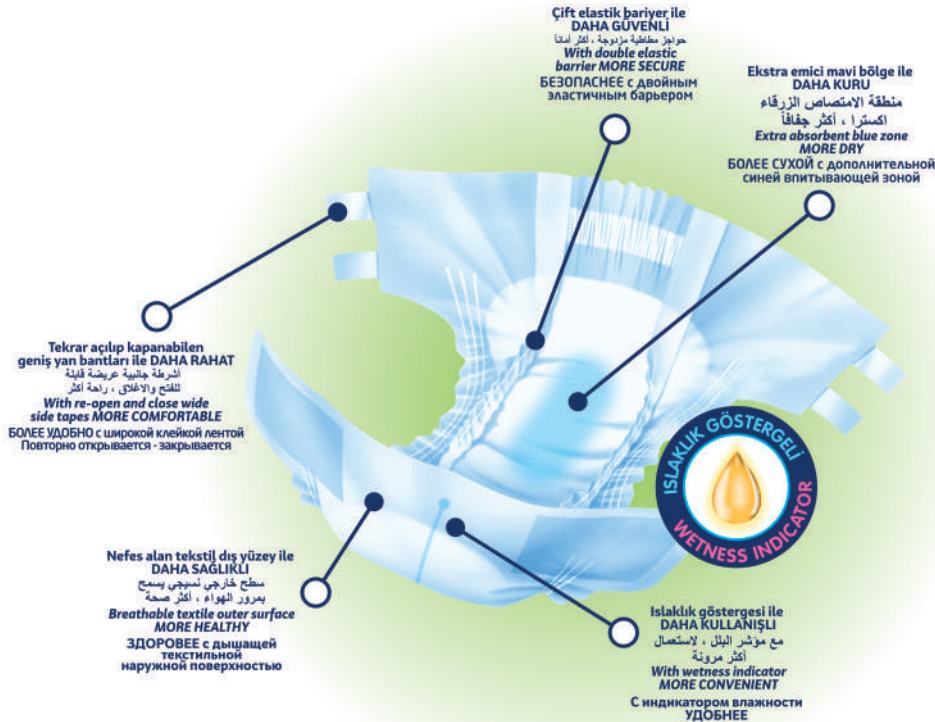 Çift elastik bariyer ile
DAHA GÜVENLİ
حواجز مطاطية مزدوجة ، أكثر أماناً
With double elastic
barrier MORE SECURE
БЕЗОПАСНЕЕ с двойным
эластичным барьером
Ekstra emici mavi bölge ile
DAHA KURU
منطقة الامتصاص الزرقاء
اكسترا ، أكثر جفافاً
Extra absorbent blue zone
MORE DRY
БОЛЕЕ СУХОЙ с дополнительной
синей впитывающей зоной
Tekrar açılıp kapanabilen
geniş yan bantları ile DAHA RAHAT
أشرطة جانبية عريضة قابلة
للفتح والاغلاق ، راحة أكثر
With re-open and close wide
side tapes MORE COMFORTABLE
БОЛЕЕ УДОБНО с широкой клейкой лентой
Повторно открывается - закрывается
ISLAKLIK GÖSTERGELİ
WETNESS INDICATOR
Nefes alan tekstil dış yüzey ile
DAHA SAĞLIKLI
سطح خارجي نسيجي يسمح
بمرور الهواء ، أكثر صحة
Breathable textile outer surface
MORE HEALTHY
ЗДОРОВЕЕ с дышащей
текстильной
наружной поверхностью
Islaklık göstergesi ile
DAHA KULLANIŞLI
مع مؤشر البلل ، لاستعمال
أكثر مرونة
With wetness indicator
MORE CONVENIENT
С индикатором влажности
УДОБНЕЕ